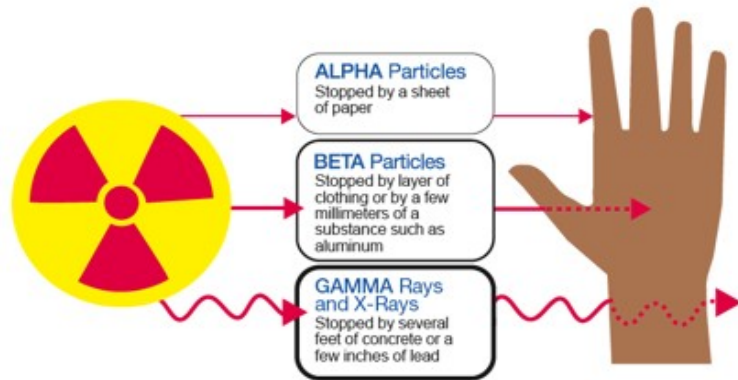 ALPHA Particles
Stopped by a sheet
of paper
BETA Particles
Stopped by layer of
clothing or by a few
millimeters of a
substance such as
aluminum
GAMMA Rays
and X-Rays
Stopped by several
feet of concrete or a
few inches of lead